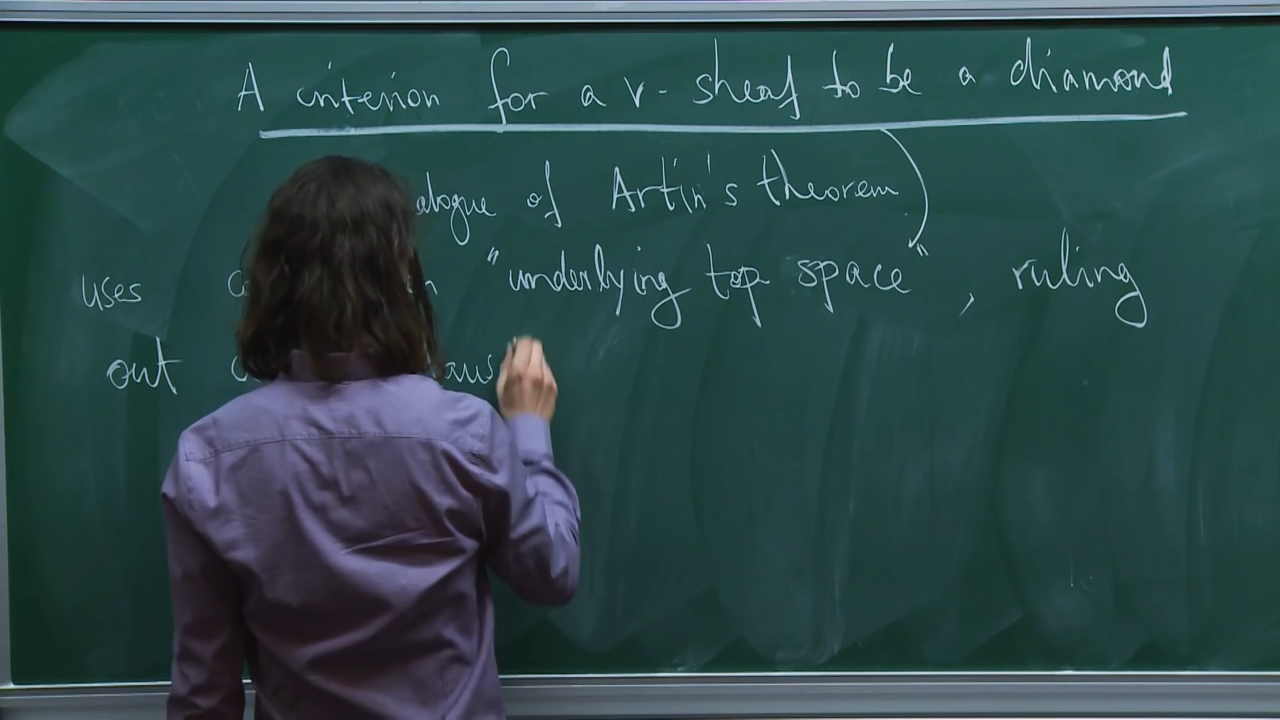 A criterion for a v-sheaf to be a diamond
alogue of Artin's theorem)
uses "underlying top space", ruling
out